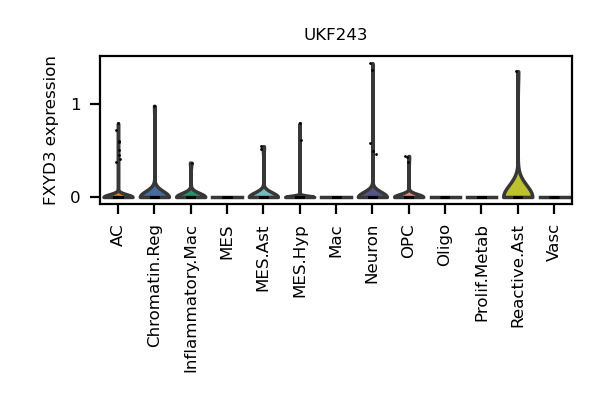 UKF243
FXYD3 expression
1
0
AC
Chromatin.Reg
Inflammatory.Mac
MES
MES.Ast
MES.Hyp
Mac
Neuron
OPC
Oligo
Prolif.Metab
Reactive.Ast
Vasc